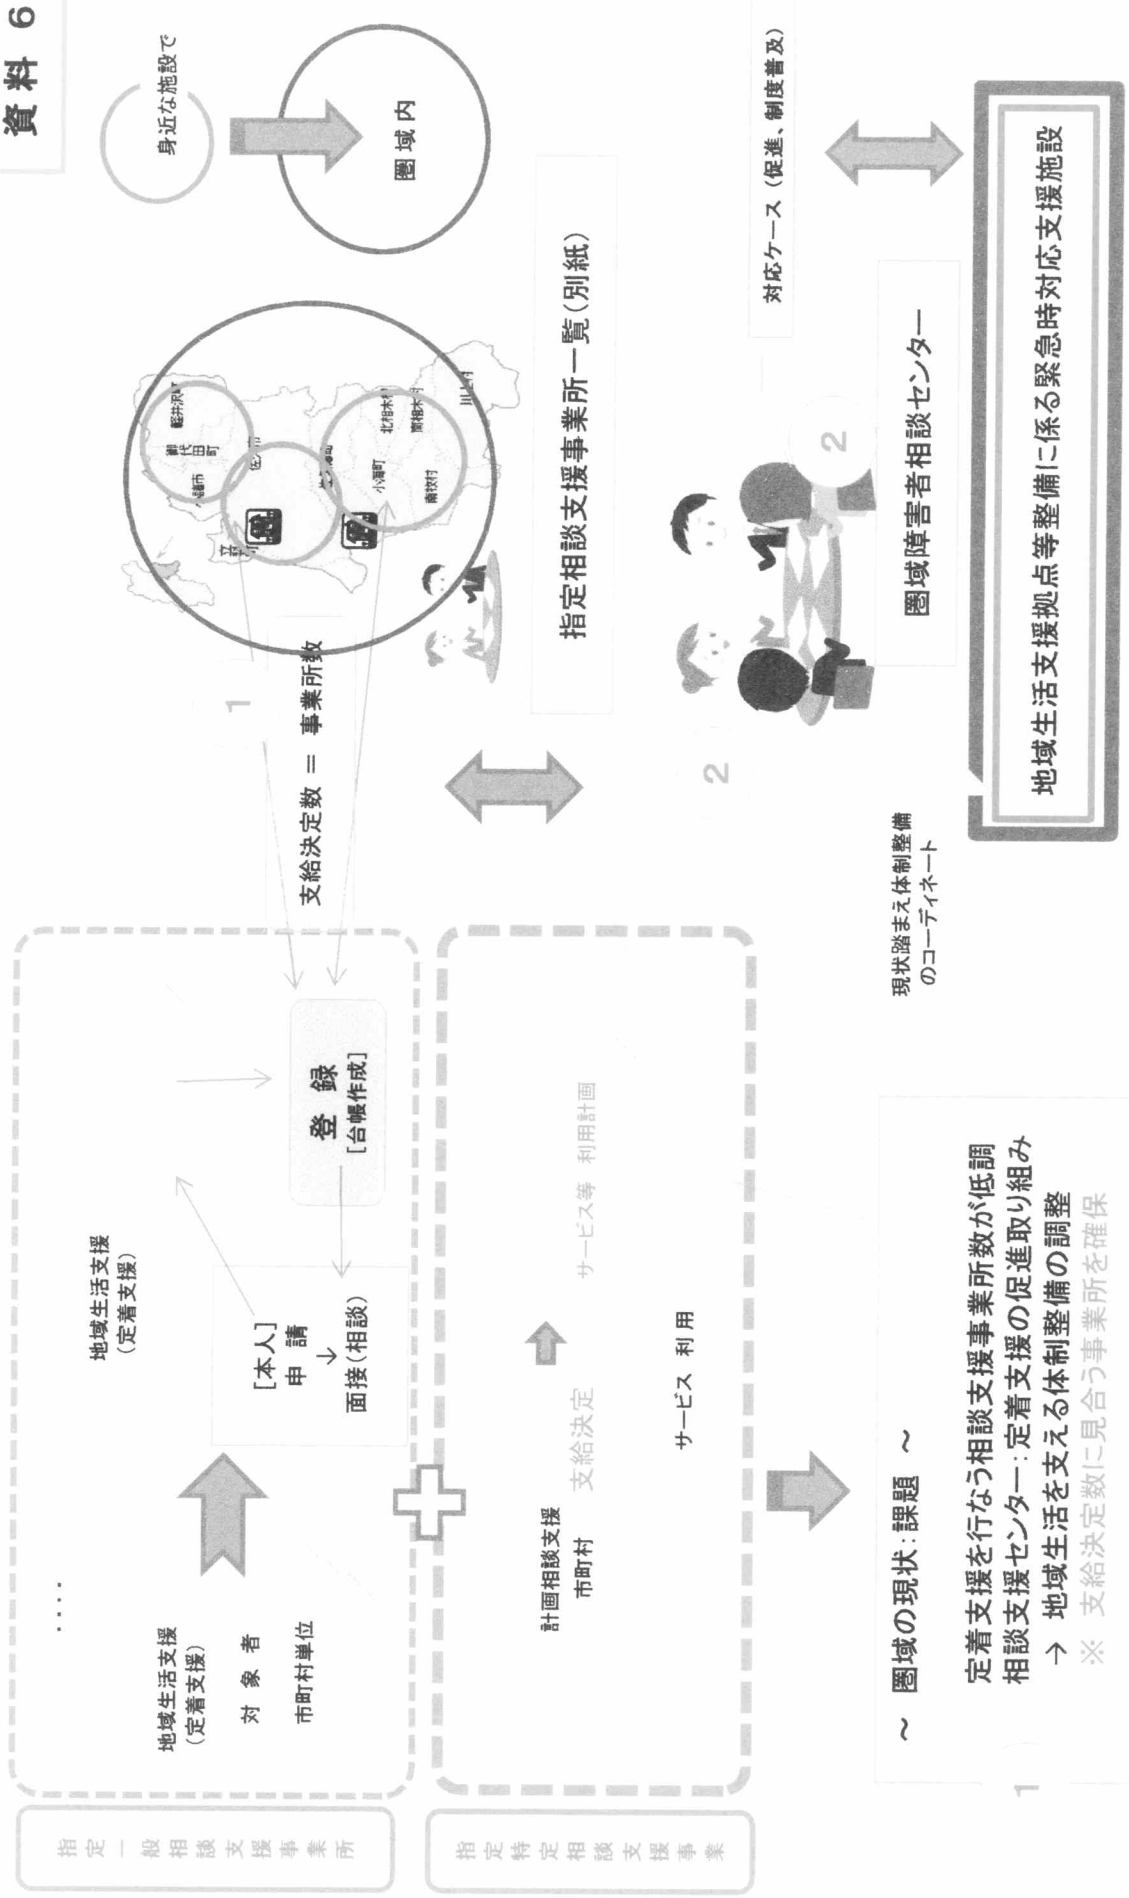 資料 6
指定一般相談支援事業所
‥‥
地域生活支援
(定着支援)
対 象 者
市町村単位
地域生活支援
(定着支援)
[本人]
申 請
↓
面接(相談)
登 録
[台帳作成]
支給決定数 = 事業所数
1
軽井沢町
御代田町
小海町
北相木村
南相木村
南牧村
川上村
身近な施設で
圏域内
指定特定相談支援事業
計画相談支援
市町村
支給決定
サービス等 利用計画
サービス 利用
指定相談支援事業所一覧(別紙)
2
2
対応ケース (促進、制度普及)
圏域障害者相談センター
現状踏まえ体制整備
のコーディネート
地域生活支援拠点等整備に係る緊急時対応支援施設
~ 圏域の現状:課題 ~
定着支援を行なう相談支援事業所数が低調
相談支援センター:定着支援の促進取り組み
→ 地域生活を支える体制整備の調整
※ 支給決定数に見合う事業所を確保
1